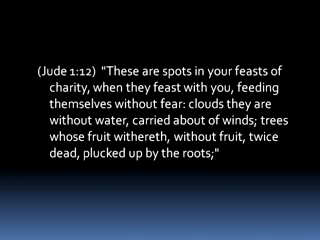 (Jude 1:12)  "These are spots in your feasts of
charity, when they feast with you, feeding
themselves without fear: clouds they are
without water, carried about of winds; trees
whose fruit withereth, without fruit, twice
dead, plucked up by the roots;"